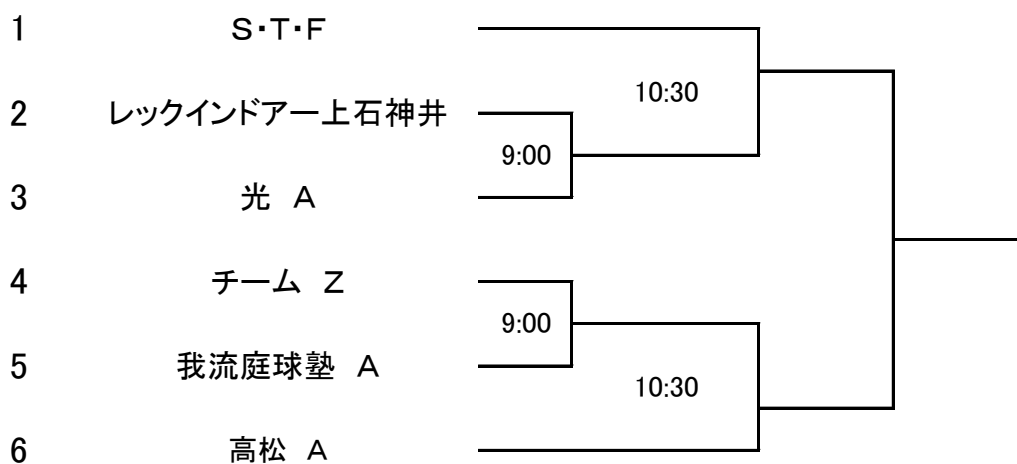 1 S・T・F
10:30
2 レックインドアー上石神井
9:00
3 光 A
4 チーム Z
9:00
5 我流庭球塾 A
10:30
6 高松 A